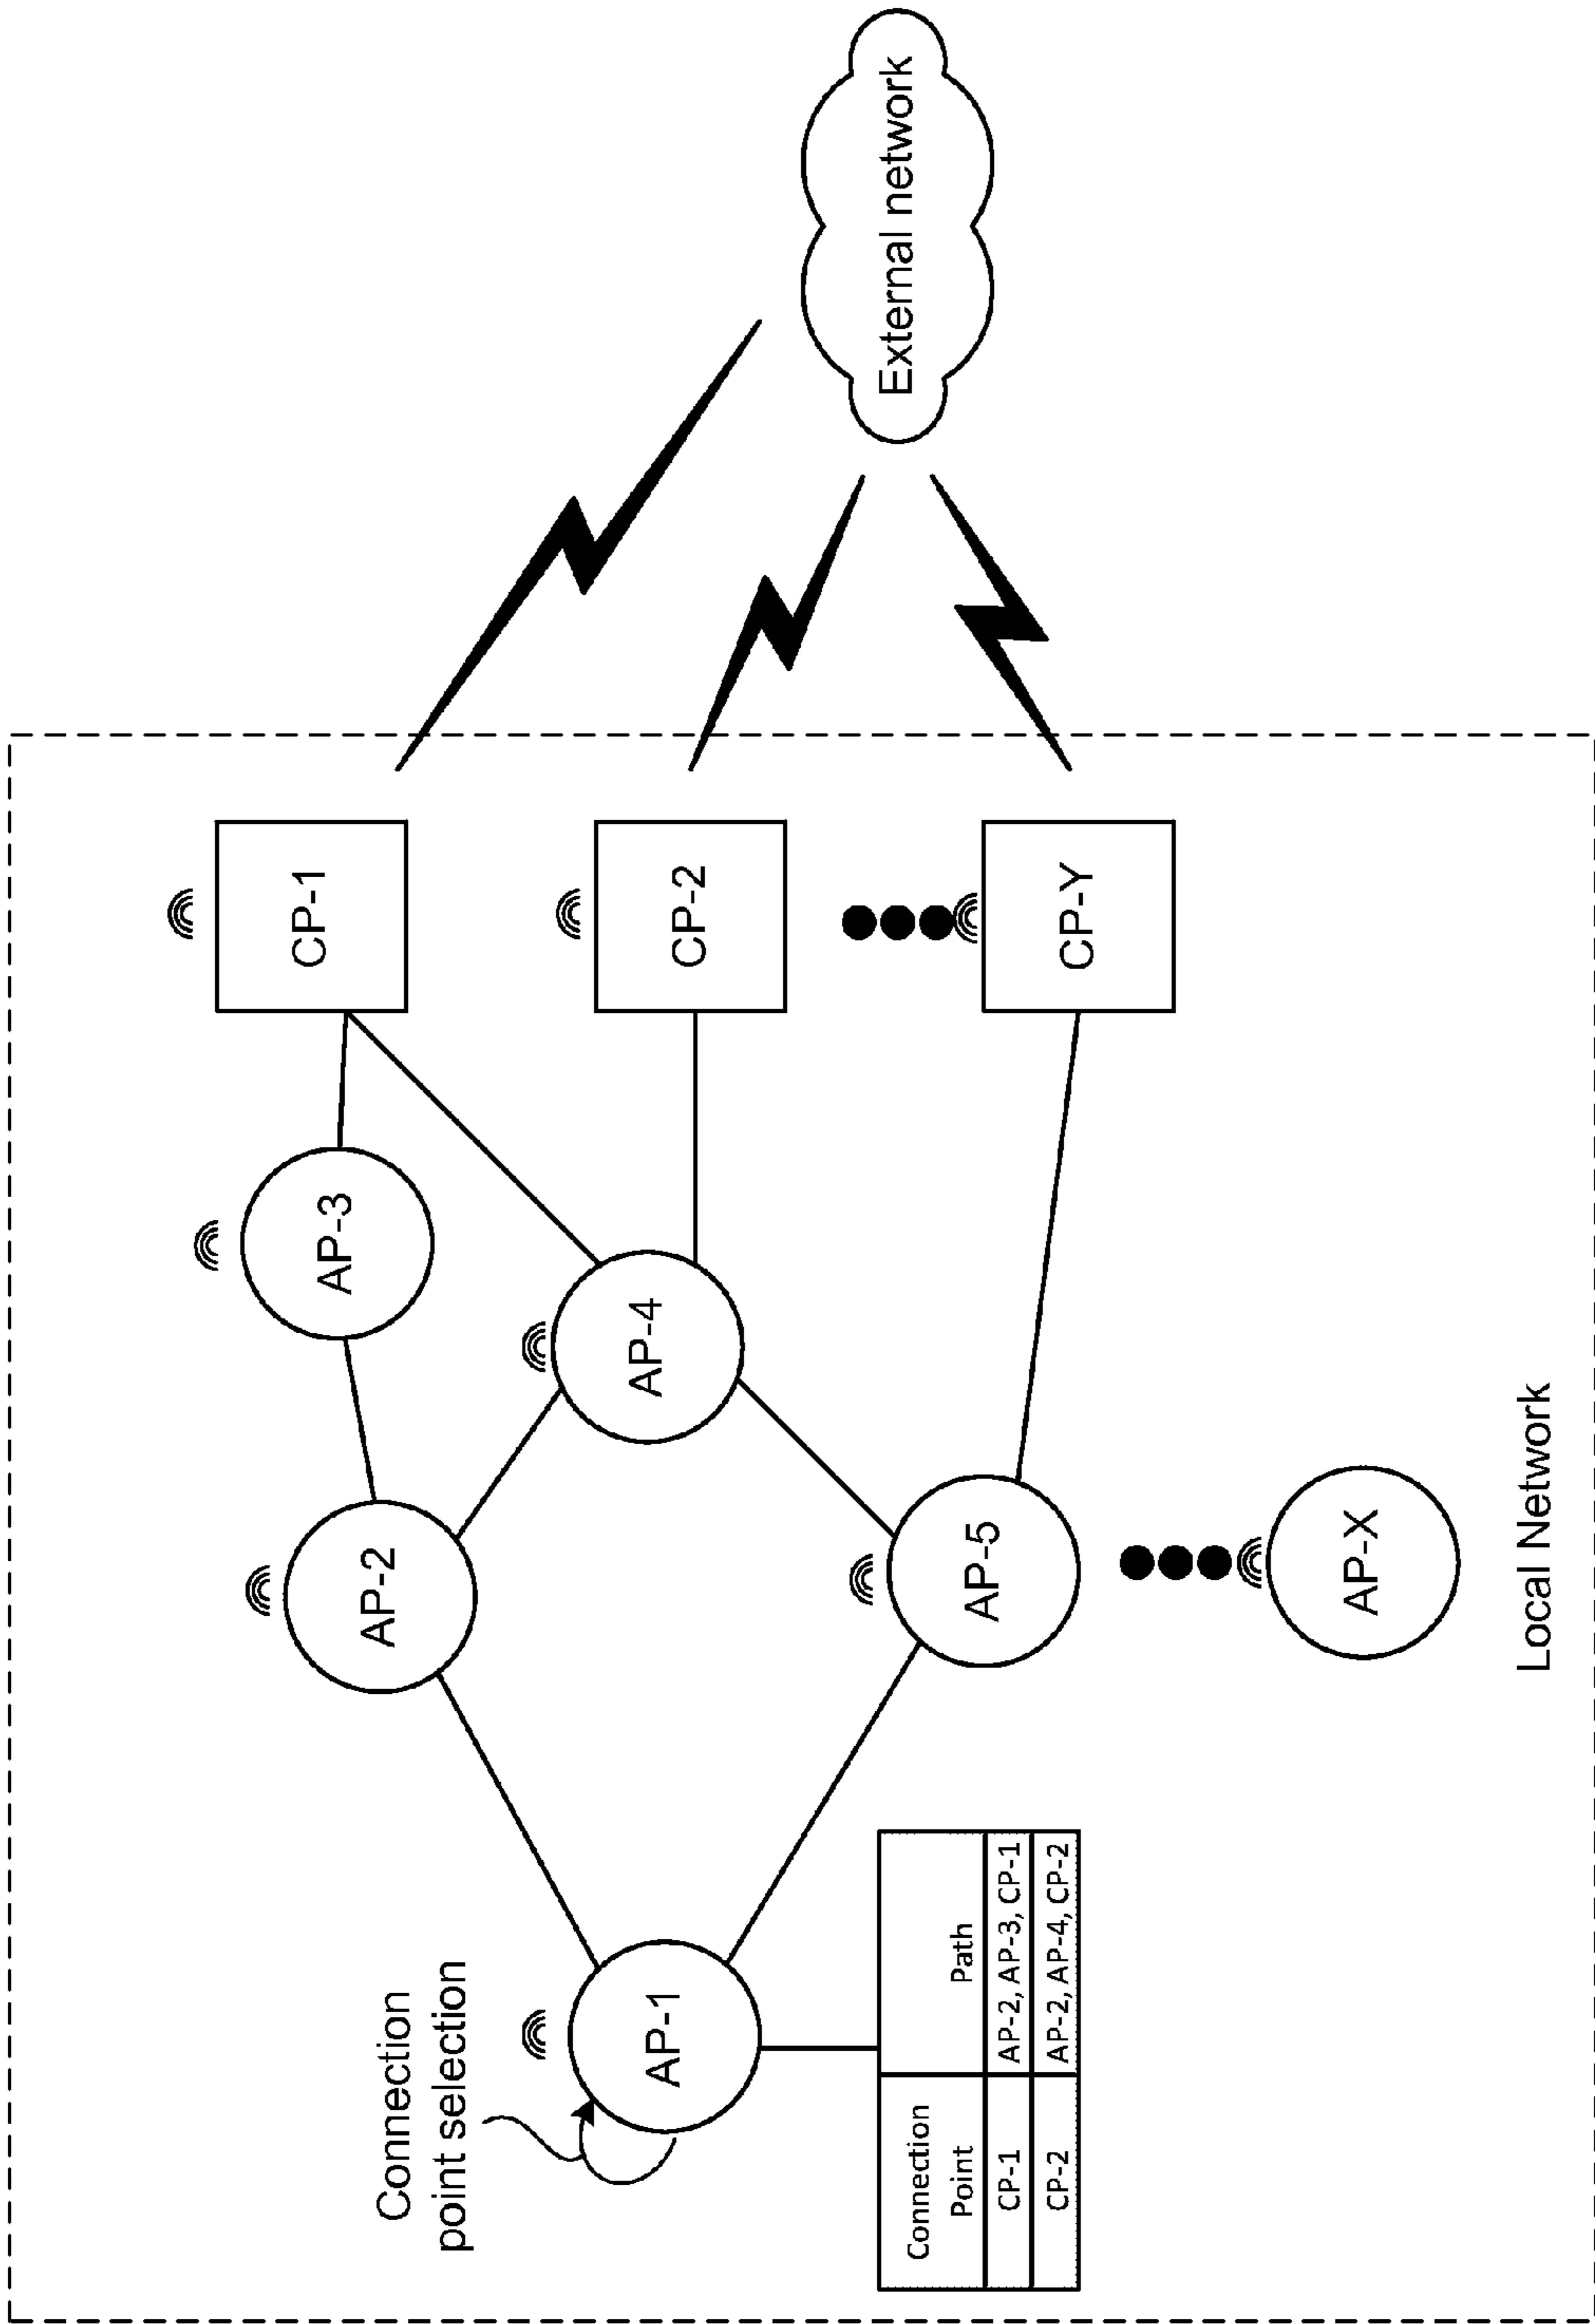 Connection
point selection
AP-1
AP-2
AP-3
AP-4
AP-5
AP-X
CP-1
CP-2
CP-Y
External network
Connection
Point
Path
CP-1
AP-2, AP-3, CP-1
CP-2
AP-2, AP-4, CP-2
Local Network